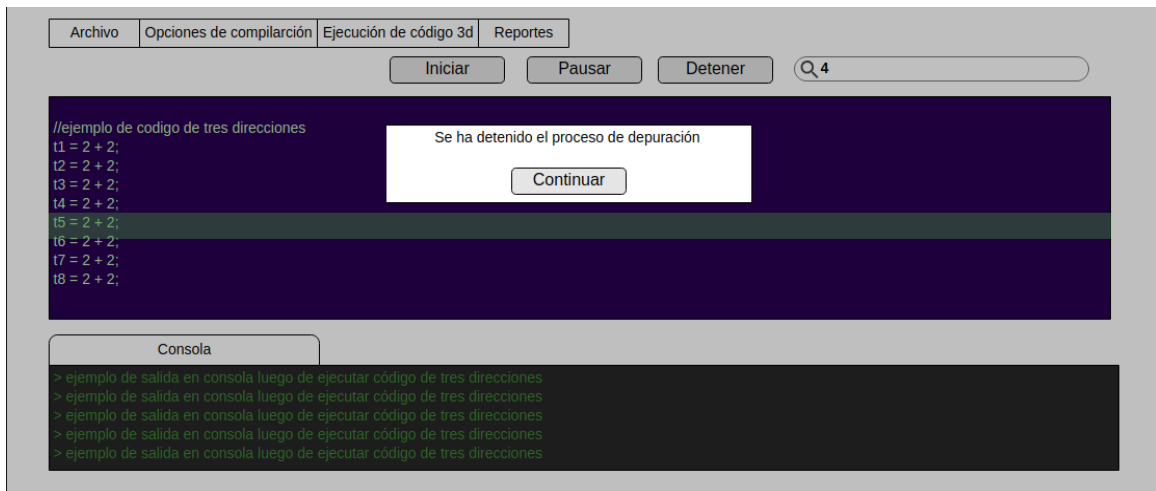 Archivo Opciones de compilarción Ejecución de código 3d Reportes
Iniciar Pausar Detener 4
//ejemplo de codigo de tres direcciones
t1 = 2 + 2;
t2 = 2 + 2;
t3 = 2 + 2;
t4 = 2 + 2;
t5 = 2 + 2;
t6 = 2 + 2;
t7 = 2 + 2;
t8 = 2 + 2;
Se ha detenido el proceso de depuración
Continuar
Consola
> ejemplo de salida en consola luego de ejecutar código de tres direcciones
> ejemplo de salida en consola luego de ejecutar código de tres direcciones
> ejemplo de salida en consola luego de ejecutar código de tres direcciones
> ejemplo de salida en consola luego de ejecutar código de tres direcciones
> ejemplo de salida en consola luego de ejecutar código de tres direcciones